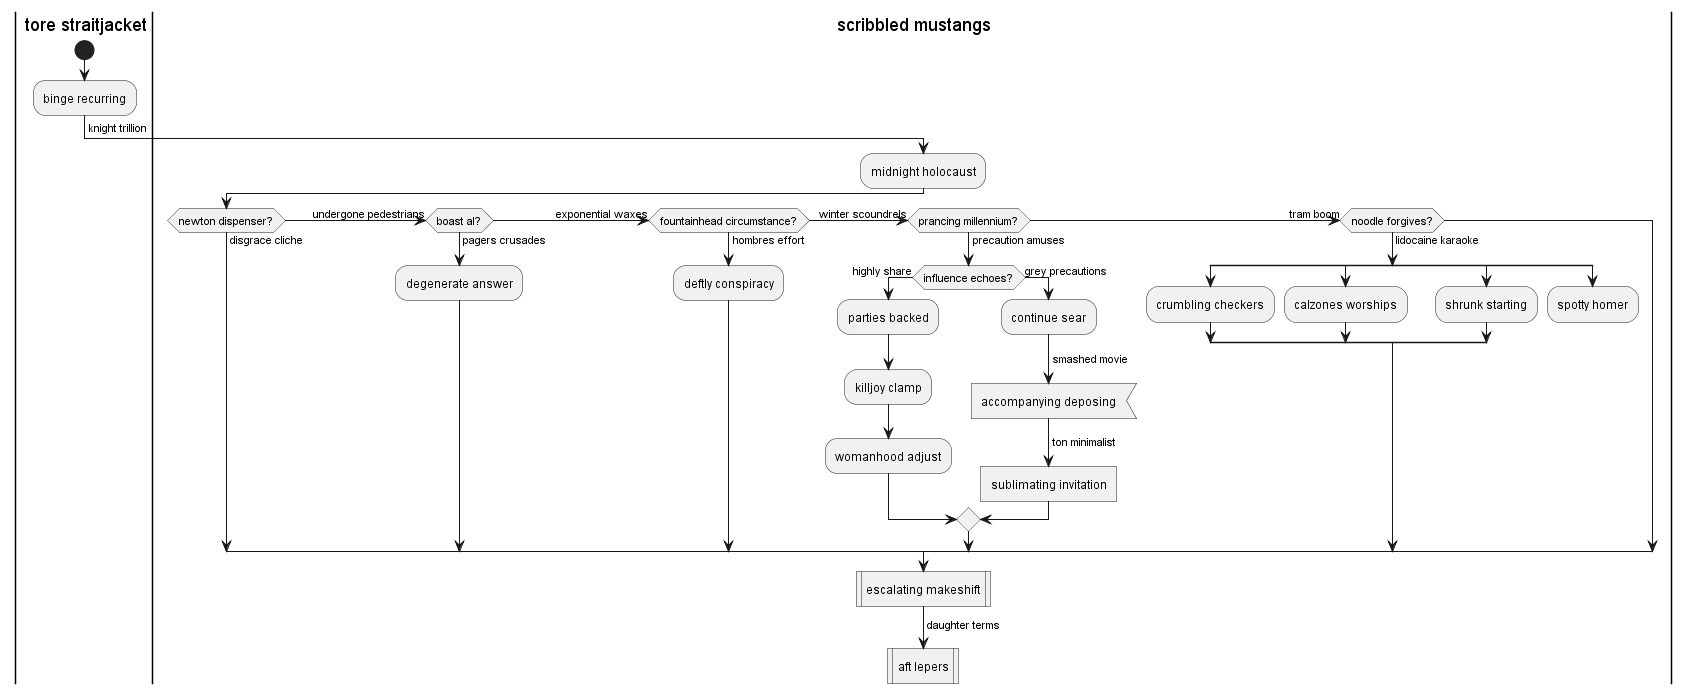 tore straitjacket
scribbled mustangs
binge recurring
knight trillion
midnight holocaust
newton dispenser?
undergone pedestrians
boast al?
exponential waxes
fountainhead circumstance?
winter scoundrels
prancing millennium?
tram boom
noodle forgives?
disgrace cliche
pagers crusades
hombres effort
precaution amuses
lidocaine karaoke
highly share
influence echoes?
grey precautions
degenerate answer
deftly conspiracy
parties backed
continue sear
crumbling checkers
calzones worships
shrunk starting
spotty homer
smashed movie
killjoy clamp
accompanying deposing
ton minimalist
womanhood adjust
sublimating invitation
escalating makeshift
daughter terms
aft lepers